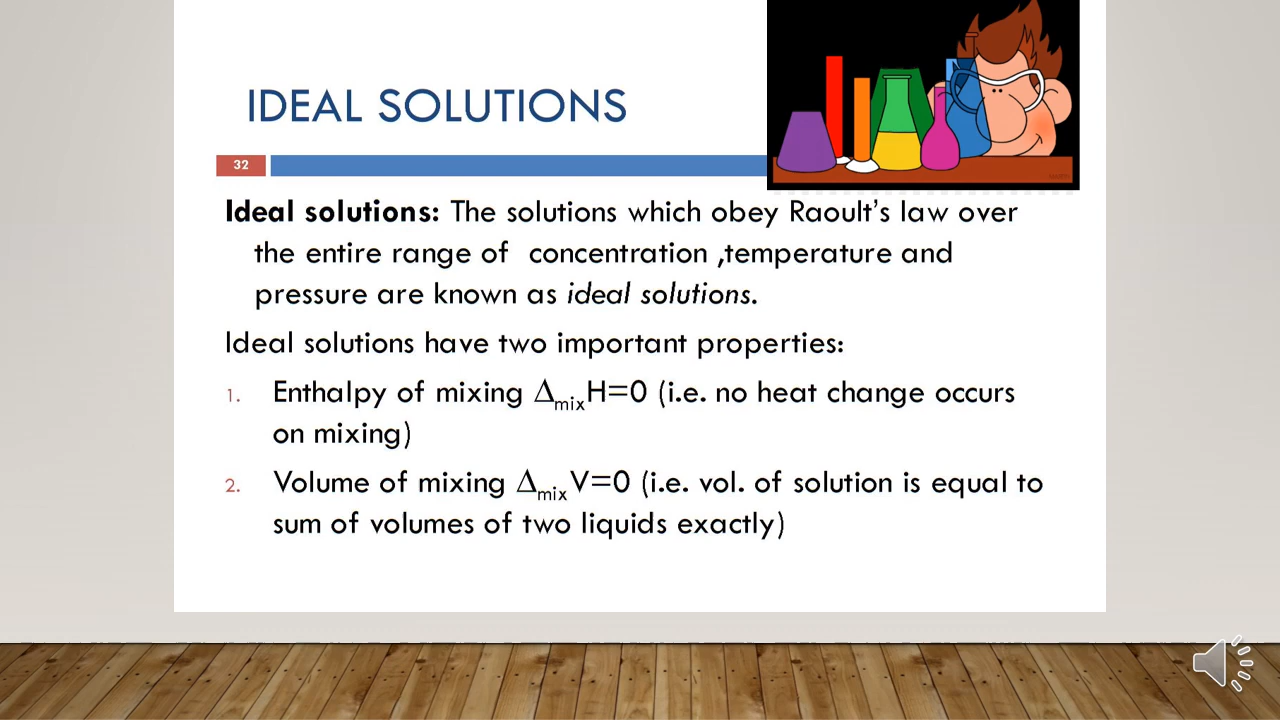 IDEAL SOLUTIONS
32
Ideal solutions: The solutions which obey Raoult's law over
the entire range of concentration ,temperature and
pressure are known as ideal solutions.
Ideal solutions have two important properties:
1. Enthalpy of mixing ΔmixH=0 (i.e. no heat change occurs
on mixing)
2. Volume of mixing ΔmixV=0 (i.e. vol. of solution is equal to
sum of volumes of two liquids exactly)